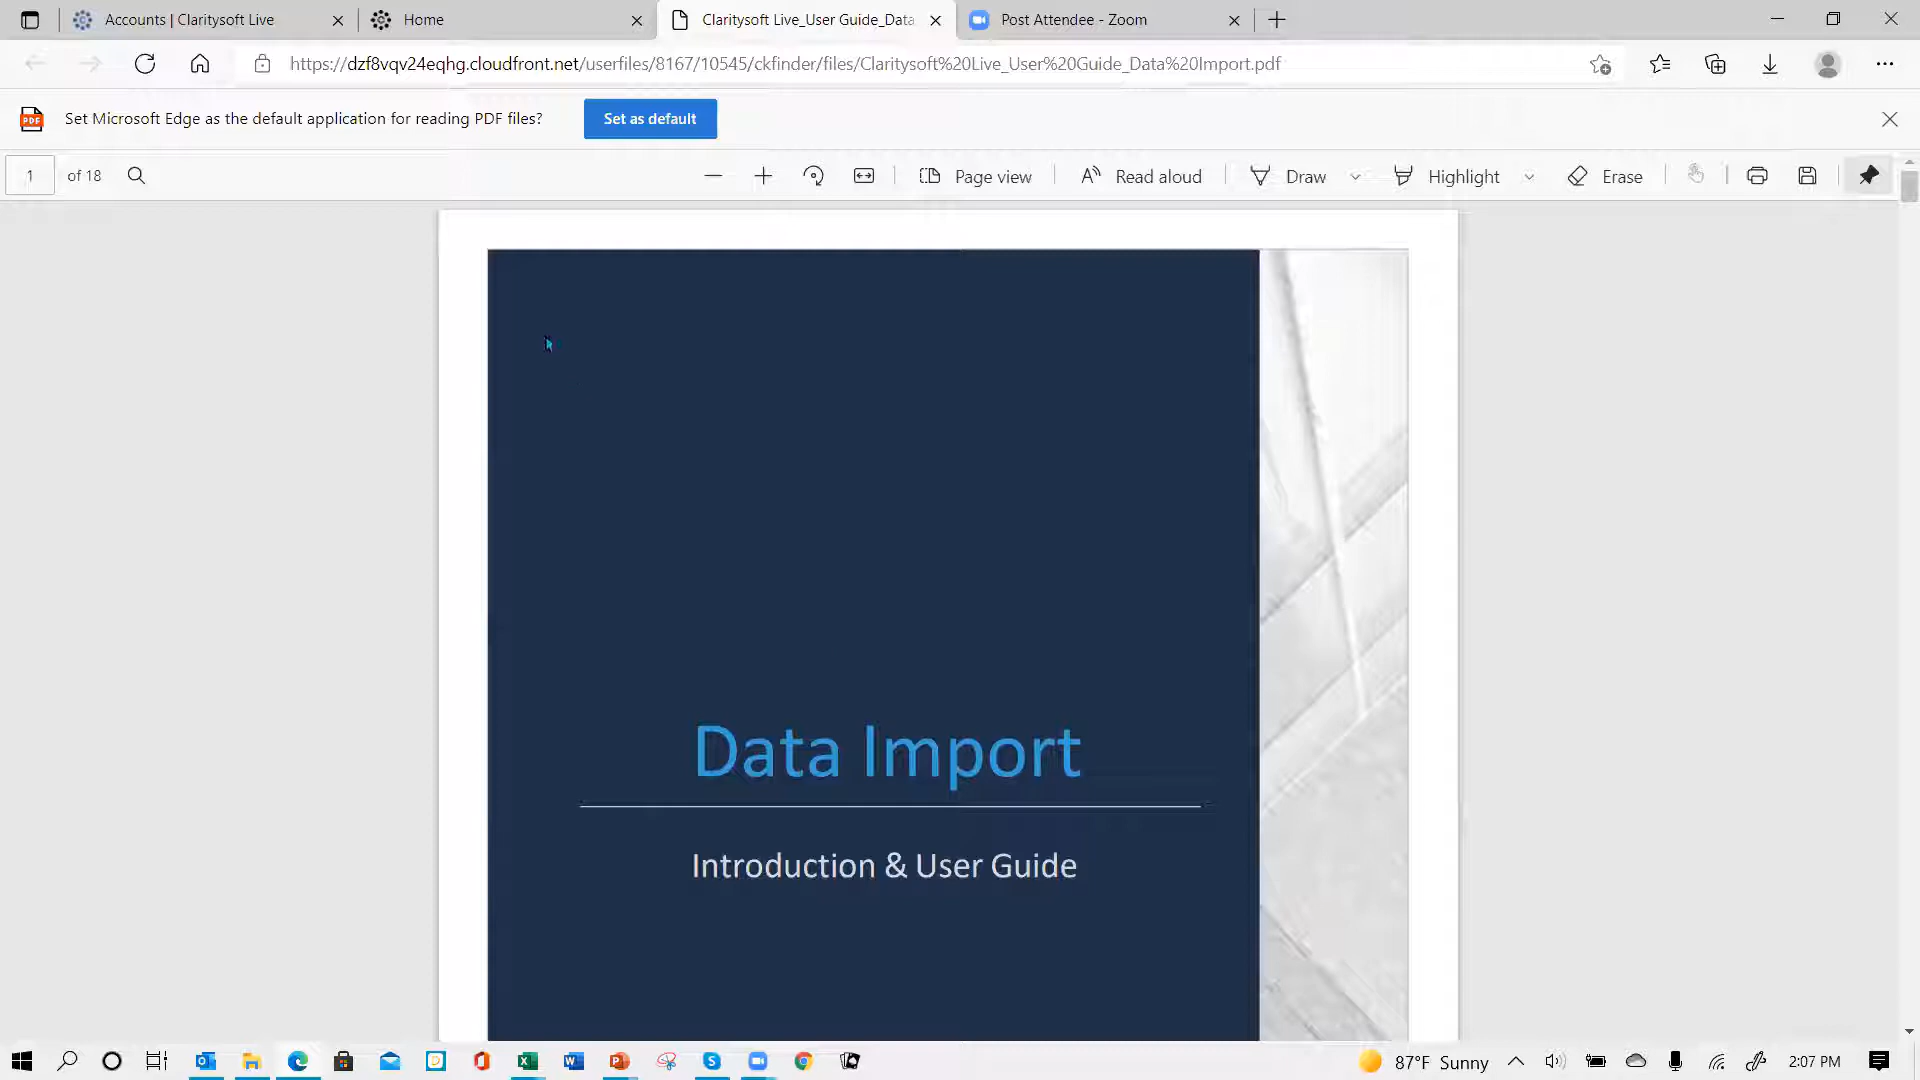 Accounts | Claritysoft Live
Home
Claritysoft Live_User Guide_Data
Post Attendee - Zoom
https://dzf8vqv24eqhg.cloudfront.net/userfiles/8167/10545/ckfinder/files/Claritysoft%20Live_User%20Guide_Data%20Import.pdf
PDF
Set Microsoft Edge as the default application for reading PDF files?
Set as default
1 of 18
Page view
Read aloud
Draw
Highlight
Erase
Data Import
Introduction & User Guide
87°F Sunny
2:07 PM